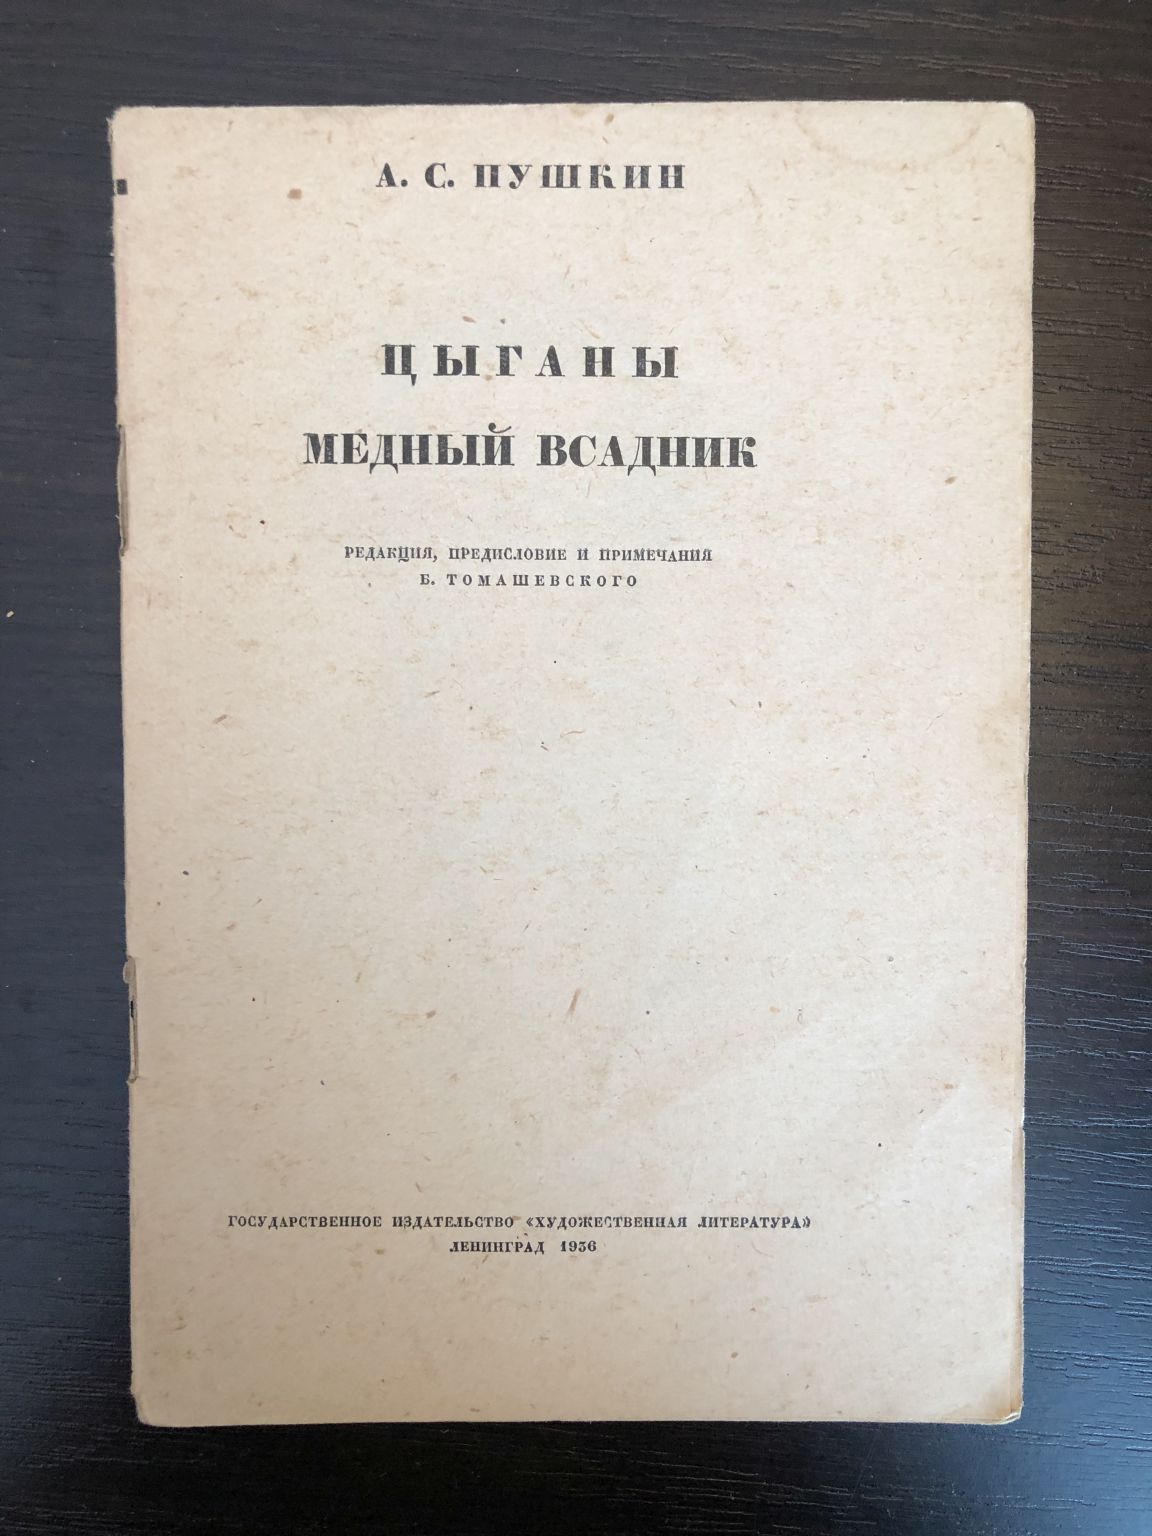 А. С. ПУШКИН
ЦЫГАНЫ
МЕДНЫЙ ВСАДНИК
РЕДАКЦИЯ, ПРЕДИСЛОВИЕ И ПРИМЕЧАНИЯ
Б. ТОМАШЕВСКОГО
ГОСУДАРСТВЕННОЕ ИЗДАТЕЛЬСТВО «ХУДОЖЕСТВЕННАЯ ЛИТЕРАТУРА»
ЛЕНИНГРАД 1936